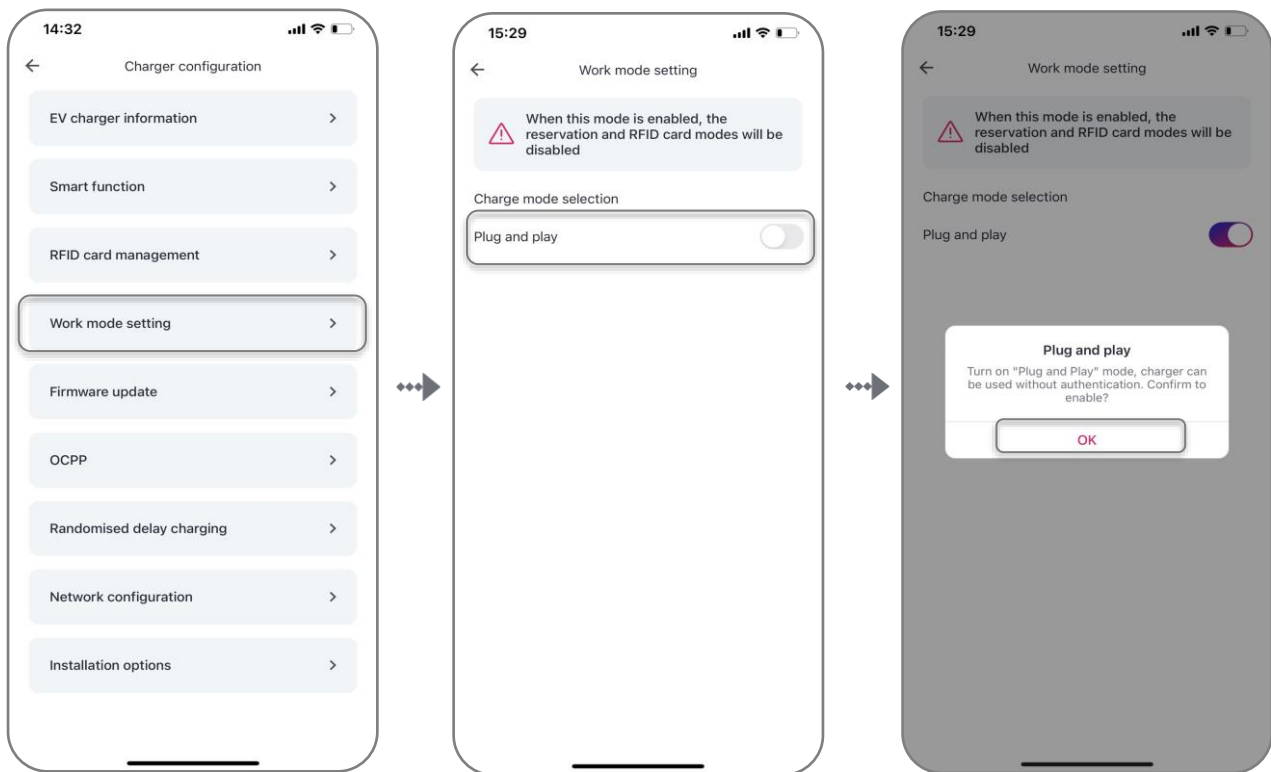 14:32
Charger configuration
EV charger information
Smart function
RFID card management
Work mode setting
Firmware update
OCPP
Randomised delay charging
Network configuration
Installation options
15:29
Work mode setting
When this mode is enabled, the
reservation and RFID card modes will be
disabled
Charge mode selection
Plug and play
15:29
Work mode setting
When this mode is enabled, the
reservation and RFID card modes will be
disabled
Charge mode selection
Plug and play
Plug and play
Turn on "Plug and Play" mode, charger can
be used without authentication. Confirm to
enable?
OK